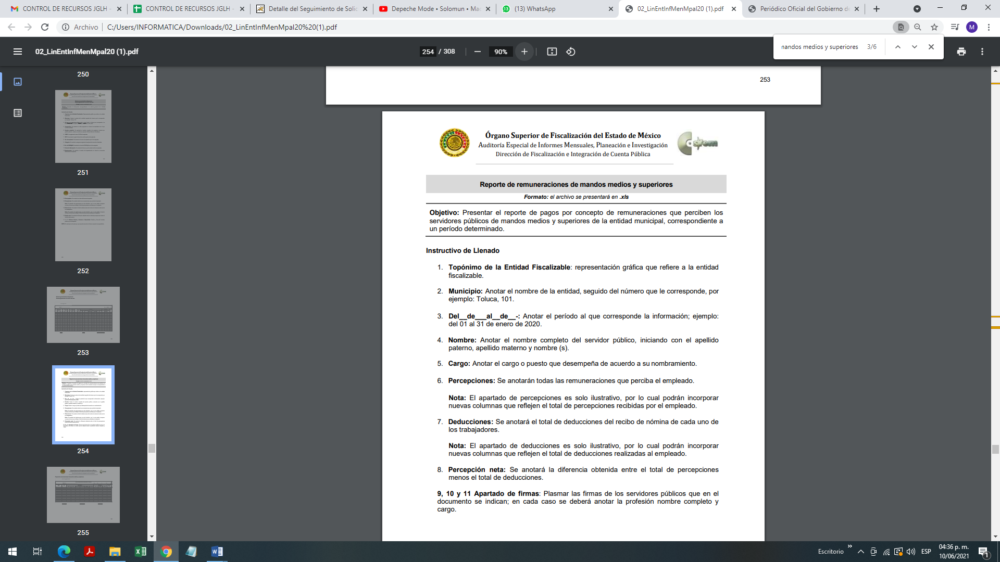 CONTROL DE RECURSOS JGLH -
CONTROL DE RECURSOS JGLH -
Detalle del Seguimiento de Solic
Depeche Mode • Solomun • Mac
(13) WhatsApp
02_LinEntInfMenMpal20 (1).pdf
Periódico Oficial del Gobierno de
Archivo
C:/Users/INFORMATICA/Downloads/02_LinEntInfMenMpal20%20(1).pdf
M
02_LinEntInfMenMpal20 (1).pdf
254 / 308
90%
mandos medios y superiores 3/6
250
251
252
253
254
255
253
Órgano Superior de Fiscalización del Estado de México
Auditoría Especial de Informes Mensuales, Planeación e Investigación
Dirección de Fiscalización e Integración de Cuenta Pública
osfem
Reporte de remuneraciones de mandos medios y superiores
Formato: el archivo se presentará en .xls
Objetivo: Presentar el reporte de pagos por concepto de remuneraciones que perciben los
servidores públicos de mandos medios y superiores de la entidad municipal, correspondiente a
un período determinado.
Instructivo de Llenado
1. Topónimo de la Entidad Fiscalizable: representación gráfica que refiere a la entidad
fiscalizable.
2. Municipio: Anotar el nombre de la entidad, seguido del número que le corresponde, por
ejemplo: Toluca, 101.
3. Del__de___al__de__-: Anotar el período al que corresponde la información; ejemplo:
del 01 al 31 de enero de 2020.
4. Nombre: Anotar el nombre completo del servidor público, iniciando con el apellido
paterno, apellido materno y nombre (s).
5. Cargo: Anotar el cargo o puesto que desempeña de acuerdo a su nombramiento.
6. Percepciones: Se anotarán todas las remuneraciones que perciba el empleado.
Nota: El apartado de percepciones es solo ilustrativo, por lo cual podrán incorporar
nuevas columnas que reflejen el total de percepciones recibidas por el empleado.
7. Deducciones: Se anotará el total de deducciones del recibo de nómina de cada uno de
los trabajadores.
Nota: El apartado de deducciones es solo ilustrativo, por lo cual podrán incorporar
nuevas columnas que reflejen el total de deducciones realizadas al empleado.
8. Percepción neta: Se anotará la diferencia obtenida entre el total de percepciones
menos el total de deducciones.
9, 10 y 11 Apartado de firmas: Plasmar las firmas de los servidores públicos que en el
documento se indican; en cada caso se deberá anotar la profesión nombre completo y
cargo.
Escritorio
ESP
04:36 p. m.
10/06/2021
1